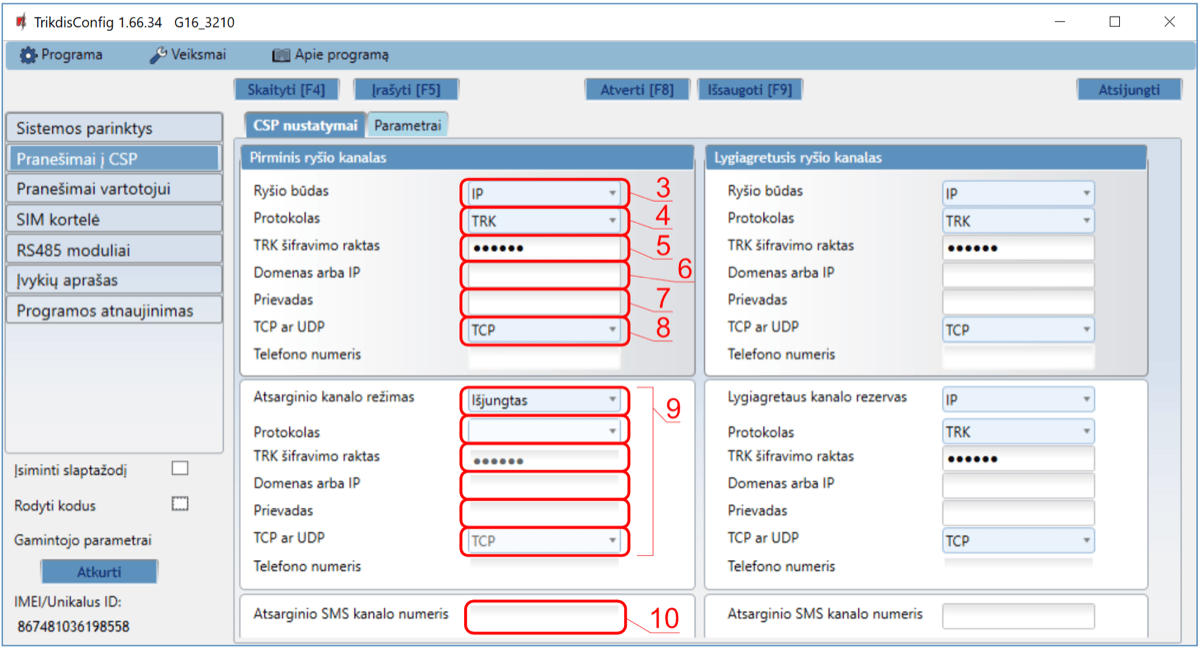 TrikdisConfig 1.66.34 G16_3210
Programa Veiksmai Apie programą
Skaityti [F4] Įrašyti [F5] Atverti [F8] Išsaugoti [F9] Atsijungti
Sistemos parinktys
Pranešimai į CSP
Pranešimai vartotojui
SIM kortelė
RS485 moduliai
Įvykių aprašas
Programos atnaujinimas
Įsiminti slaptažodį
Rodyti kodus
Gamintojo parametrai
Atkurti
IMEI/Unikalus ID:
867481036198558
CSP nustatymai Parametrai
Pirminis ryšio kanalas
Ryšio būdas IP 3
Protokolas TRK 4
TRK šifravimo raktas ●●●●●● 5
Domenas arba IP 6
Prievadas 7
TCP ar UDP TCP 8
Telefono numeris
Atsarginio kanalo režimas Išjungtas 9
Protokolas
TRK šifravimo raktas ●●●●●●
Domenas arba IP
Prievadas
TCP ar UDP TCP
Telefono numeris
Atsarginio SMS kanalo numeris 10
Lygiagretusis ryšio kanalas
Ryšio būdas IP
Protokolas TRK
TRK šifravimo raktas ●●●●●●
Domenas arba IP
Prievadas
TCP ar UDP TCP
Telefono numeris
Lygiagretaus kanalo rezervas IP
Protokolas TRK
TRK šifravimo raktas ●●●●●●
Domenas arba IP
Prievadas
TCP ar UDP TCP
Telefono numeris
Atsarginio SMS kanalo numeris